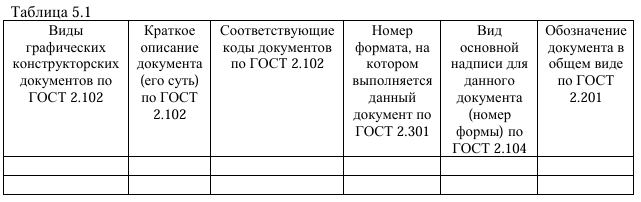 Таблица 5.1
Виды
графических
конструкторских
документов по
ГОСТ 2.102
Краткое
описание
документа
(его суть)
по ГОСТ
2.102
Соответствующие
коды документов
по ГОСТ 2.102
Номер
формата, на
котором
выполняется
данный
документ по
ГОСТ 2.301
Вид
основной
надписи для
данного
документа
(номер
формы) по
ГОСТ 2.104
Обозначение
документа в
общем виде
по ГОСТ
2.201